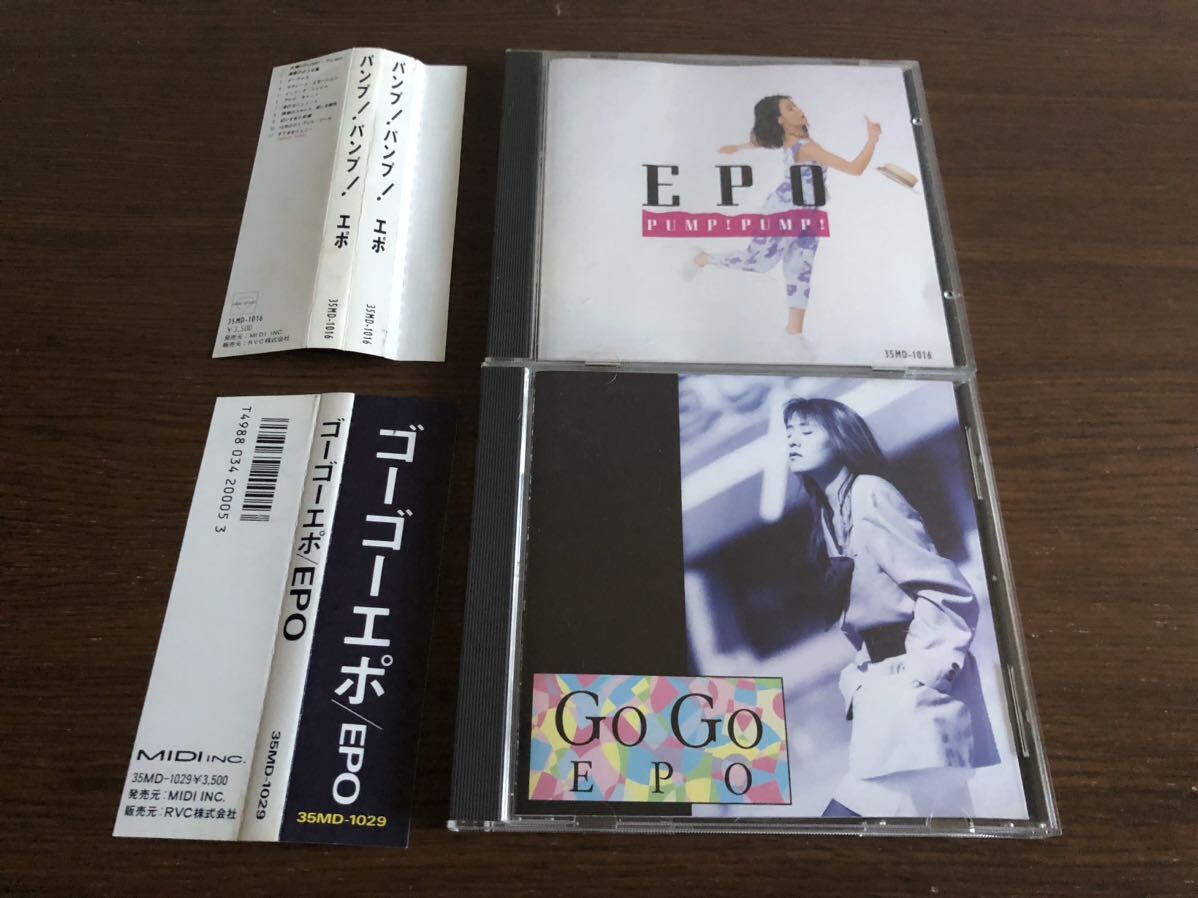 パンプ！パンプ！ エポ
35MD-1016
パンプ！パンプ！ エポ
35MD-1016
35MD-1016
¥3,500
発売元：MIDI INC.
販売元：RVC株式会社
EPO
PUMP! PUMP!
35MD-1016
T4988 034 20005 3
MIDI INC.
35MD-1029 ¥3,500
発売元：MIDI INC.
販売元：RVC株式会社
ゴーゴーエポ/EPO
35MD-1029
ゴーゴーエポ/EPO
35MD-1029
GO GO
EPO